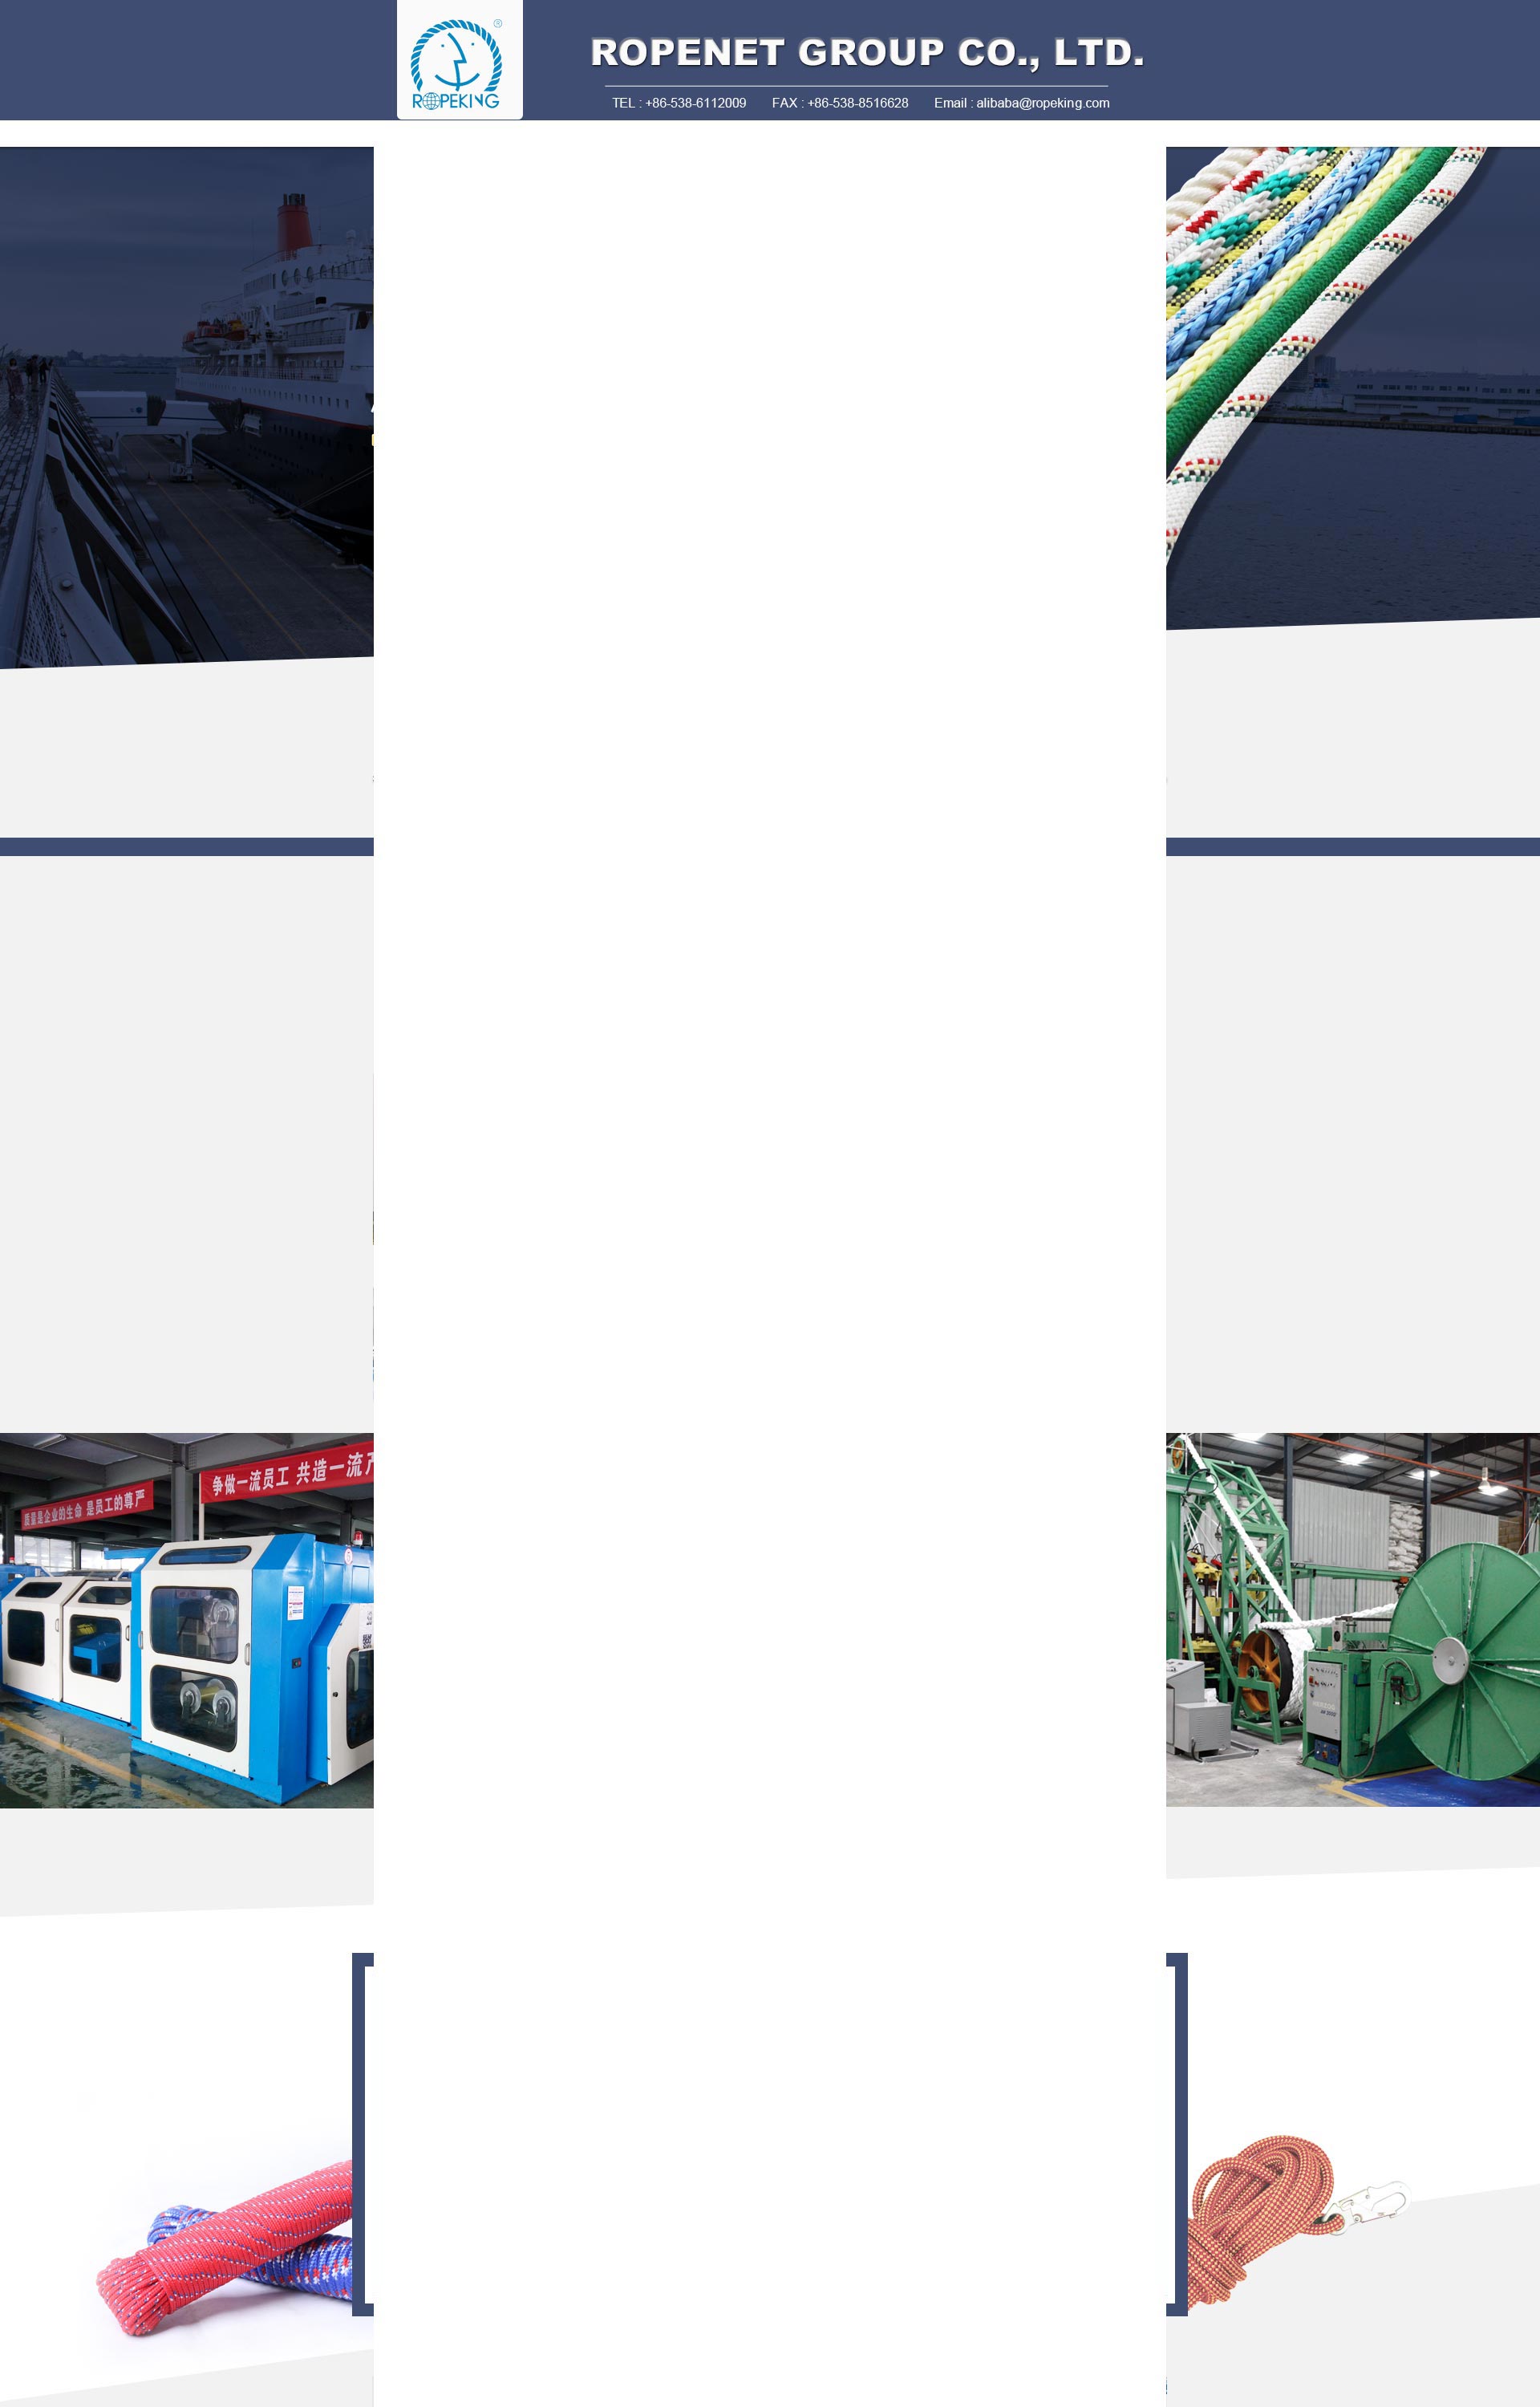 ROPEKING
ROPENET GROUP CO., LTD.
TEL : +86-538-6112009 FAX : +86-538-8516628 Email : alibaba@ropeking.com
争做一流员工 共造一流
质量是企业的生命 是员工的尊严